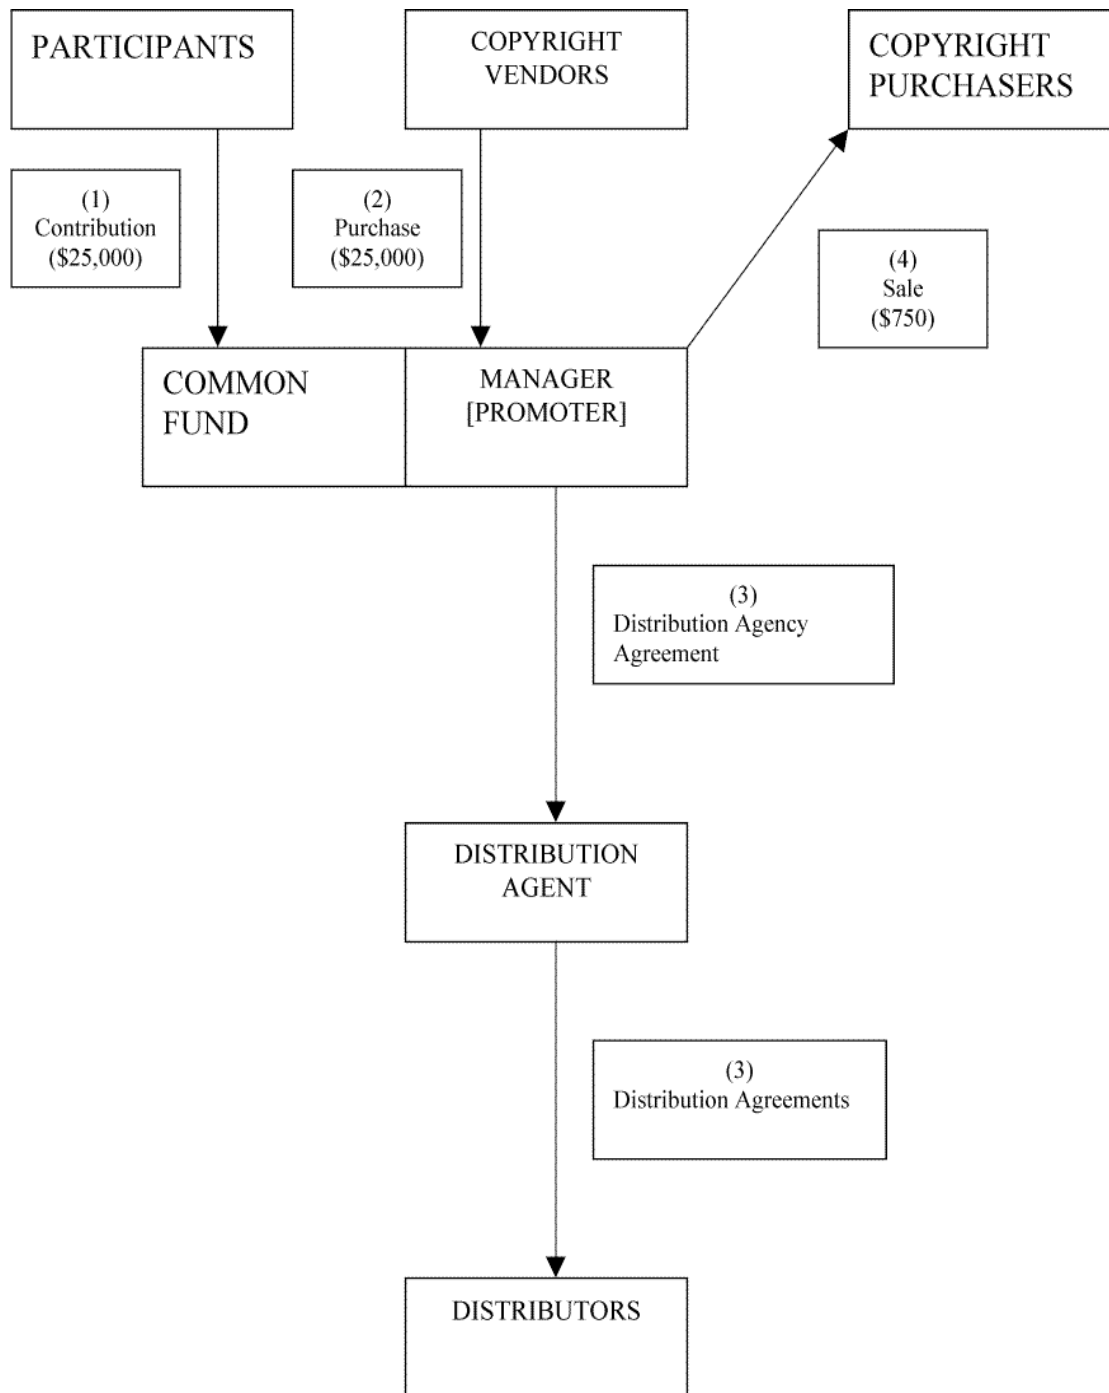 PARTICIPANTS
COPYRIGHT
VENDORS
COPYRIGHT
PURCHASERS
(1)
Contribution
($25,000)
(2)
Purchase
($25,000)
(4)
Sale
($750)
COMMON
FUND
MANAGER
[PROMOTER]
(3)
Distribution Agency
Agreement
DISTRIBUTION
AGENT
(3)
Distribution Agreements
DISTRIBUTORS